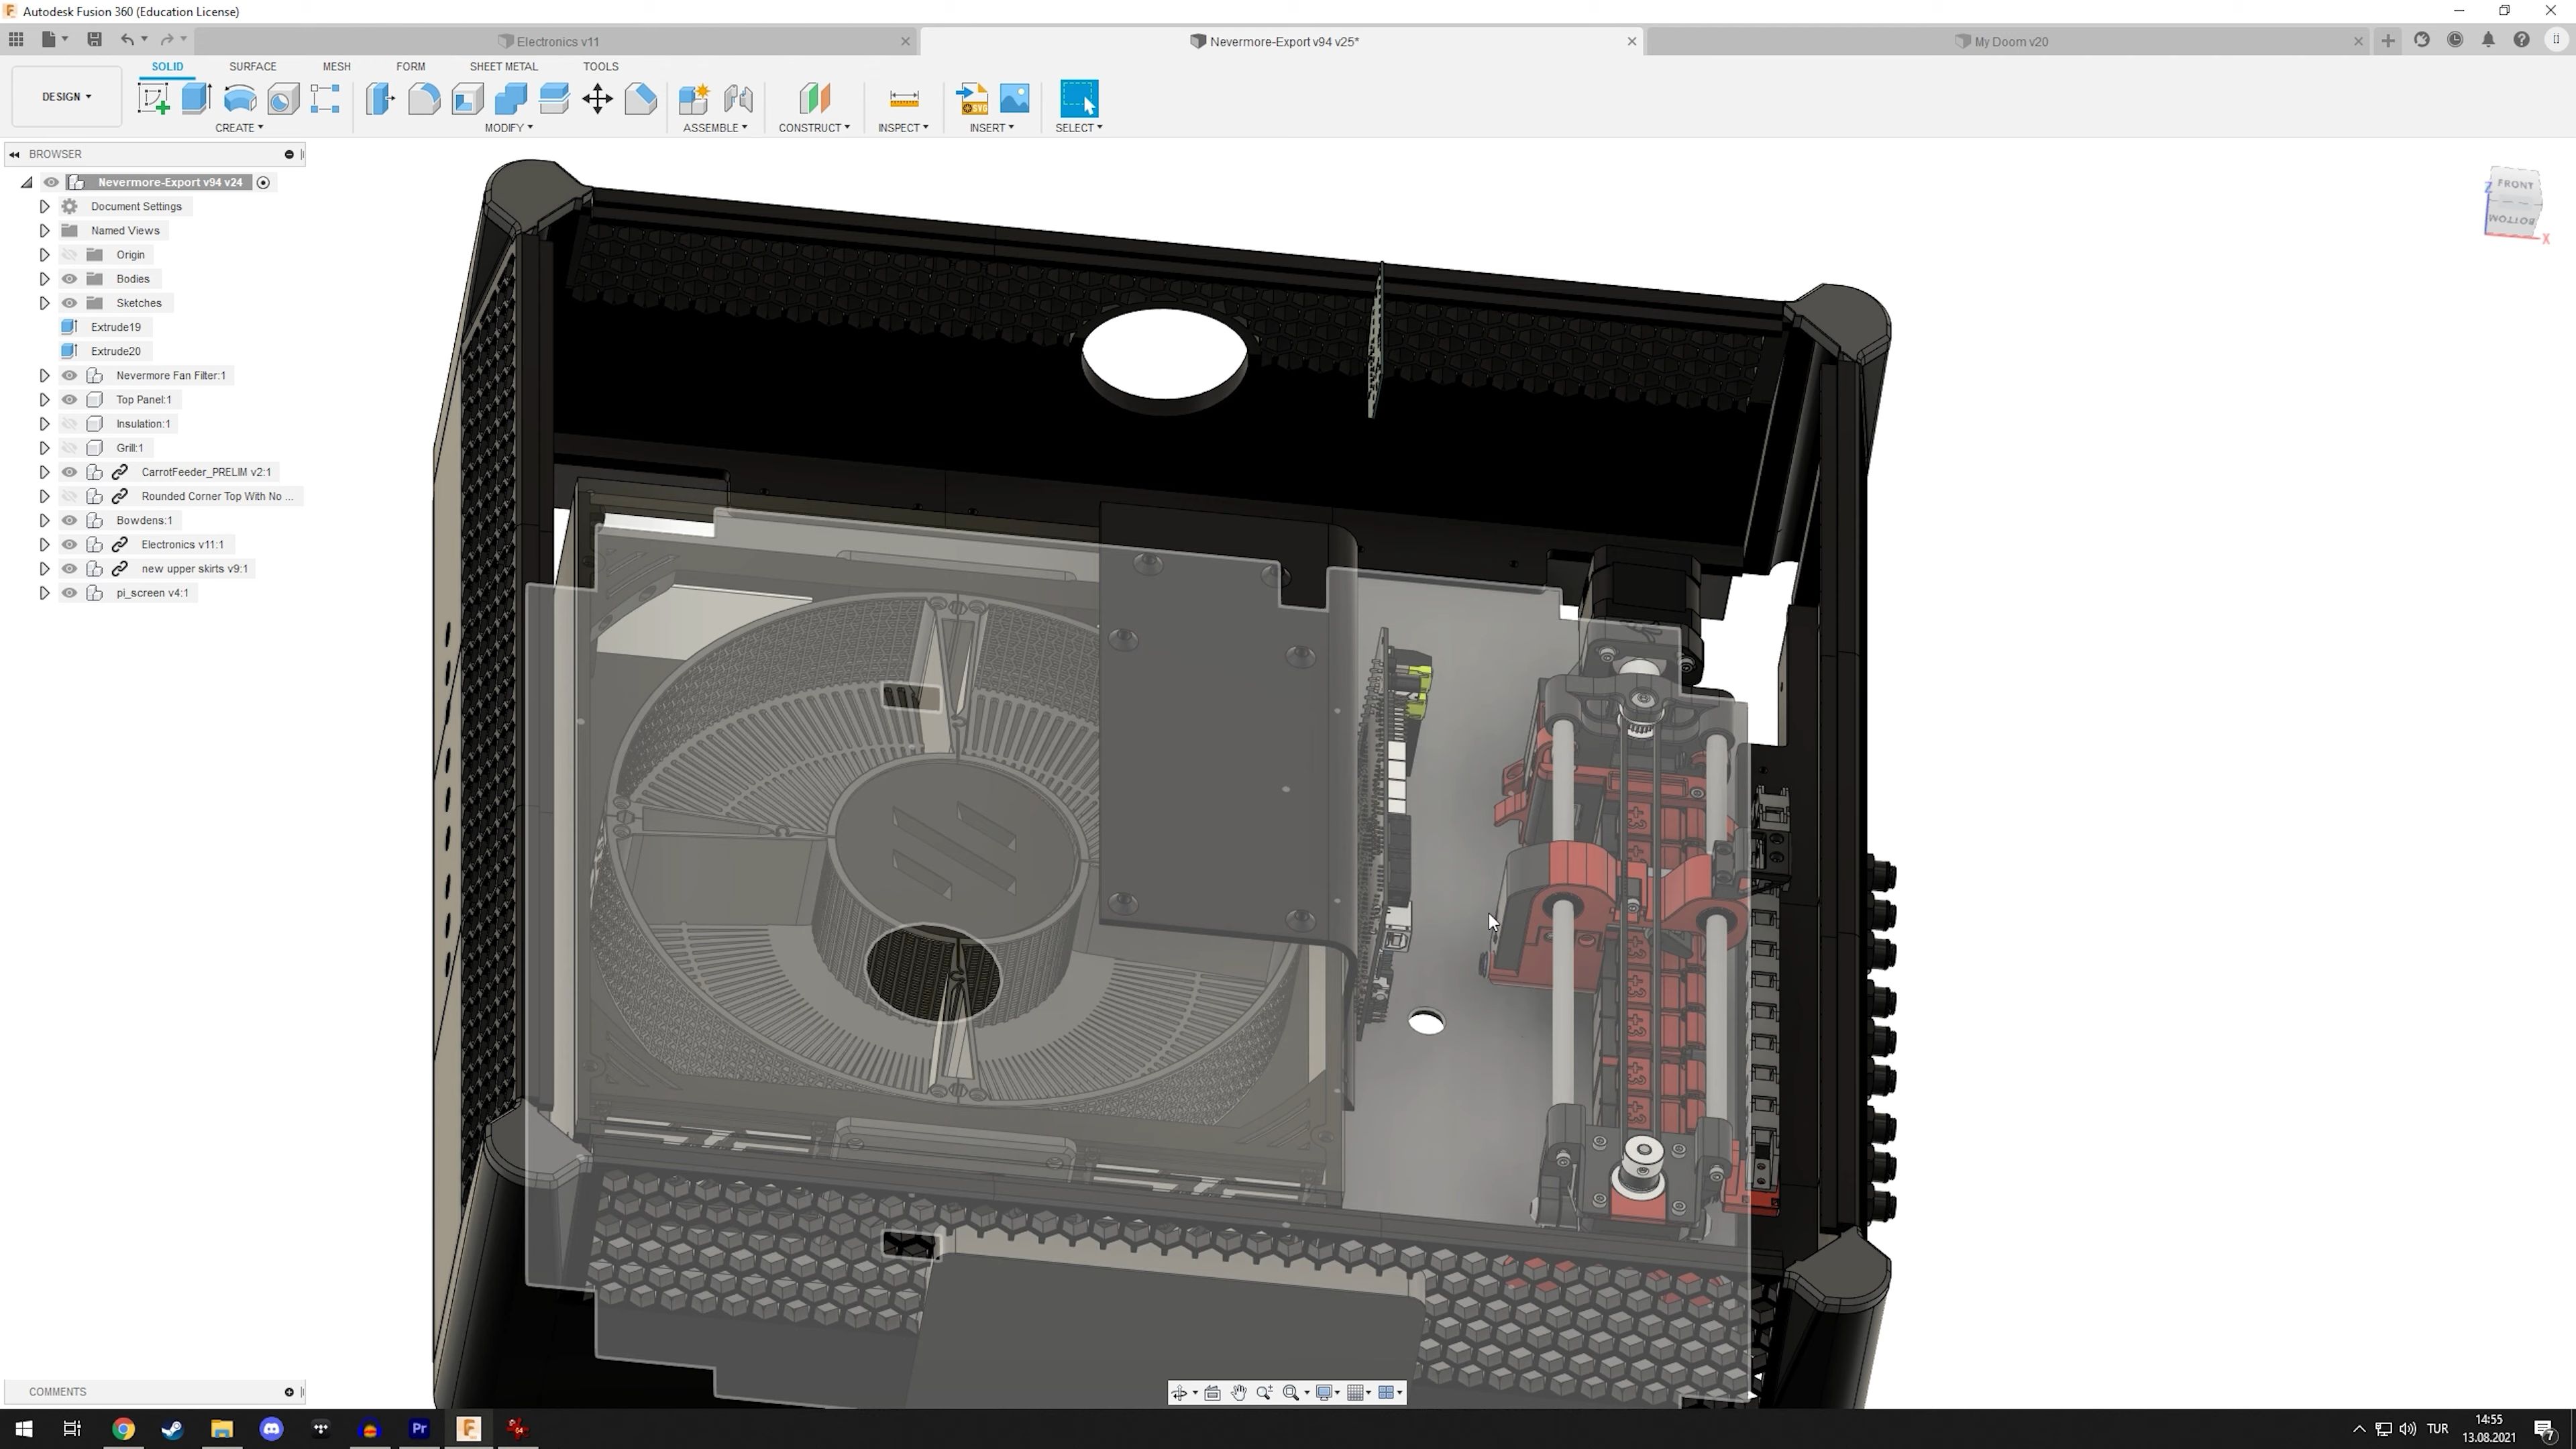 Autodesk Fusion 360 (Education License)
Electronics v11
Nevermore-Export v94 v25*
My Doom v20
SOLID
SURFACE
MESH
FORM
SHEET METAL
TOOLS
DESIGN
CREATE
MODIFY
ASSEMBLE
CONSTRUCT
INSPECT
INSERT
SELECT
SVG
BROWSER
Nevermore-Export v94 v24
Document Settings
Named Views
Origin
Bodies
Sketches
Extrude19
Extrude20
Nevermore Fan Filter:1
Top Panel:1
Insulation:1
Grill:1
CarrotFeeder_PRELIM v2:1
Rounded Corner Top With No ...
Bowdens:1
Electronics v11:1
new upper skirts v9:1
pi_screen v4:1
FRONT
BOTTOM
Z
X
COMMENTS
Pr
64
TUR
14:55
13.08.2021
7